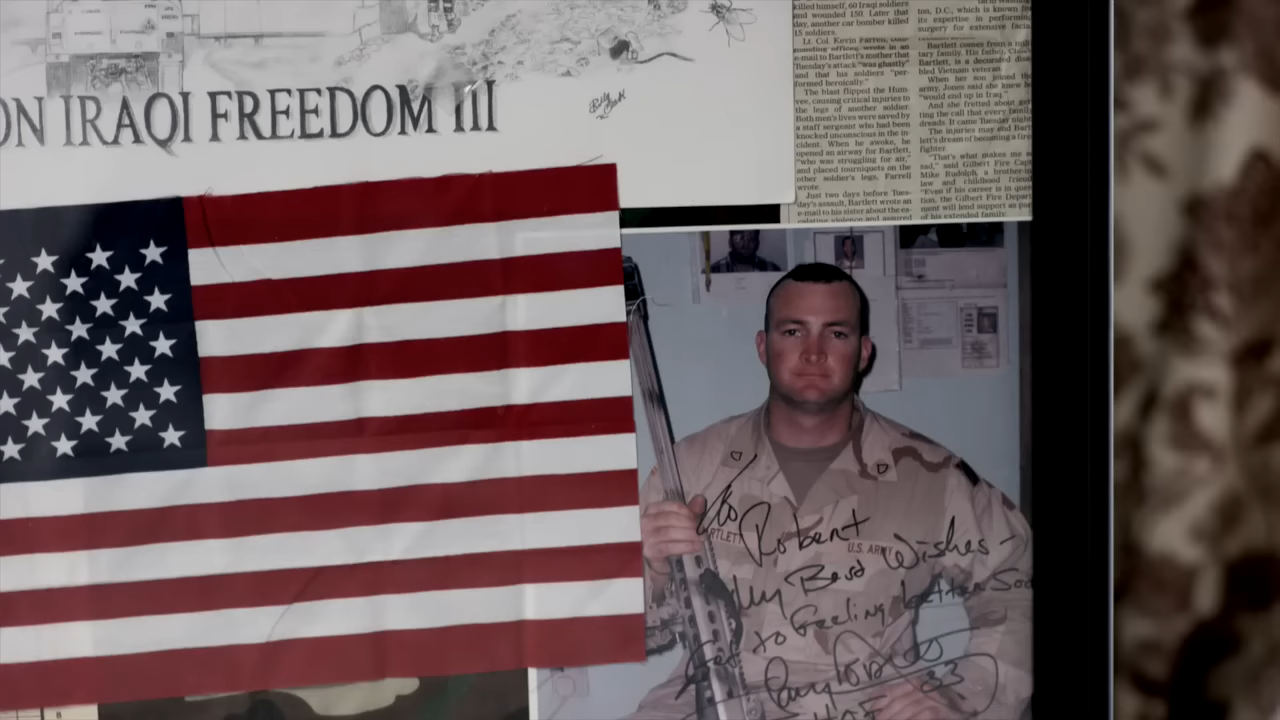 ON IRAQI FREEDOM III
killed himself, 60 Iraqi soldiers
and wounded 150. Later that
day, another car bomber killed
15 soldiers.
Lt. Col. Kevin Farrell, com-
manding officer, wrote in an
e-mail to Bartlett's mother that
Tuesday's attack "was ghastly"
and that his soldiers "per-
formed heroically."
The blast flipped the Hum-
vee, causing critical injuries to
the legs of another soldier.
Both men's lives were saved by
a staff sergeant who had been
knocked unconscious in the in-
cident. When he awoke, he
opened an airway for Bartlett,
"who was struggling for air,"
and placed tourniquets on the
other soldier's legs, Farrell
wrote.
Just two days before Tues-
day's assault, Bartlett wrote an
e-mail to his sister about the es-
calating violence and assured
ton, D.C., which is known for
its expertise in performing
surgery for extensive facial
Bartlett comes from a mili-
tary family. His father,
Bartlett, is a decorated disa-
bled Vietnam veteran.
When her son joined the
army, Jones said she knew he
"would end up in Iraq."
And she fretted about get-
ting the call that every family
dreads. It came Tuesday night
The injuries may end Bart-
lett's dream of becoming a fire-
fighter.
"That's what makes me so
sad," said Gilbert Fire Capt.
Mike Rudolph, a brother-in-
law and childhood friend.
"Even if his career is in ques-
tion, the Gilbert Fire Depart-
ment will lend support as part
of his extended family.
RTLETT
U.S. ARMY
To Robert
My Best Wishes -
to feeling better Soo
33
HOF